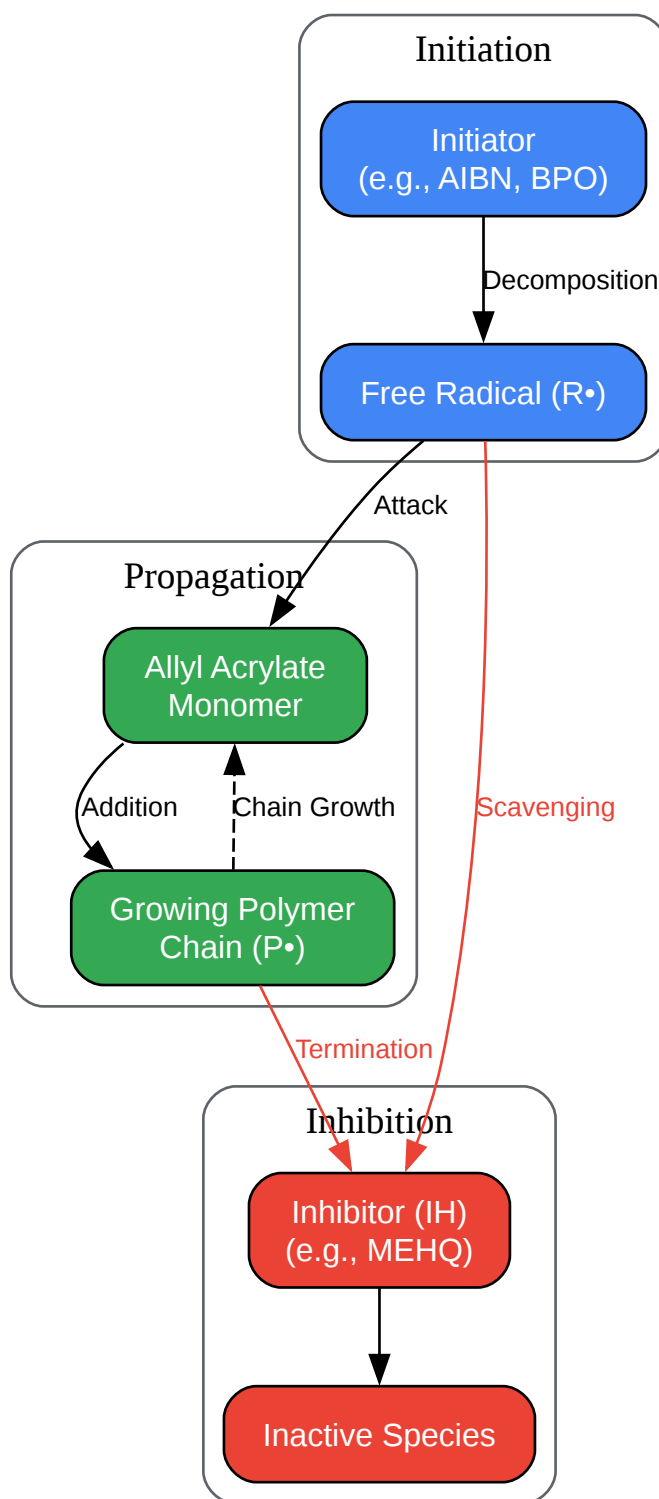 Initiation
Initiator
(e.g., AIBN, BPO)
Decomposition
Free Radical (R•)
Attack
Propagation
Allyl Acrylate
Monomer
Addition
Chain Growth
Scavenging
Growing Polymer
Chain (P•)
Termination
Inhibition
Inhibitor (IH)
(e.g., MEHQ)
Inactive Species